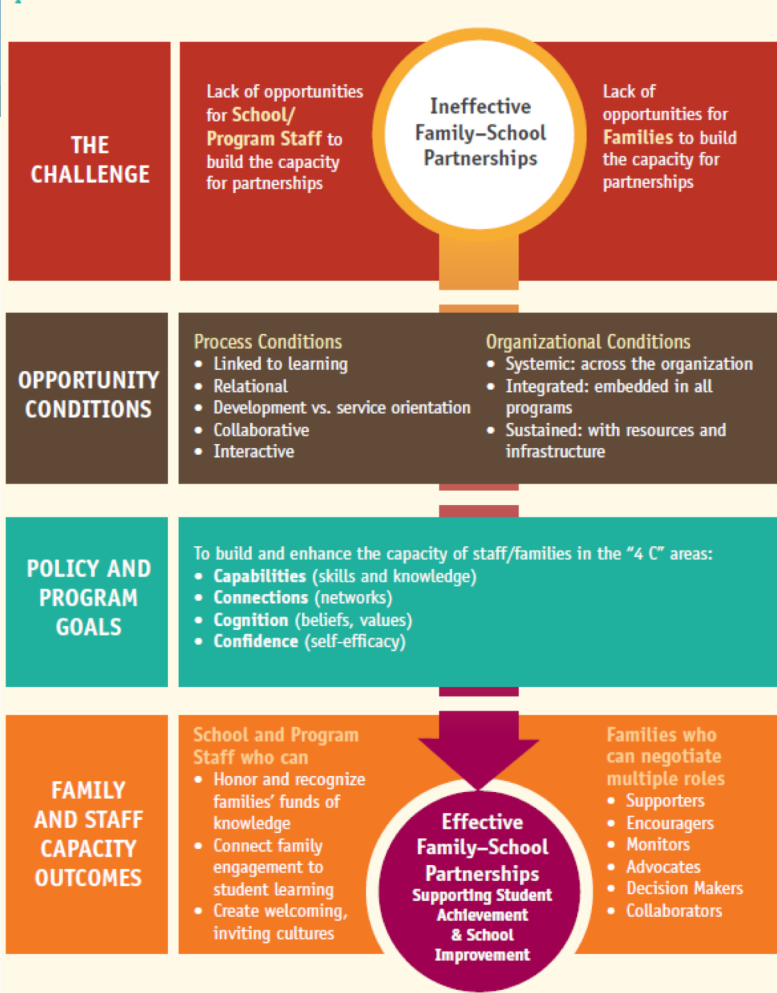 THE
CHALLENGE
Lack of opportunities
for School/
Program Staff to
build the capacity
for partnerships
Ineffective
Family–School
Partnerships
Lack of
opportunities for
Families to build
the capacity for
partnerships
OPPORTUNITY
CONDITIONS
Process Conditions
• Linked to learning
• Relational
• Development vs. service orientation
• Collaborative
• Interactive
Organizational Conditions
• Systemic: across the organization
• Integrated: embedded in all
programs
• Sustained: with resources and
infrastructure
POLICY AND
PROGRAM
GOALS
To build and enhance the capacity of staff/families in the “4 C” areas:
• Capabilities (skills and knowledge)
• Connections (networks)
• Cognition (beliefs, values)
• Confidence (self-efficacy)
FAMILY
AND STAFF
CAPACITY
OUTCOMES
School and Program
Staff who can
• Honor and recognize
families’ funds of
knowledge
• Connect family
engagement to
student learning
• Create welcoming,
inviting cultures
Effective
Family–School
Partnerships
Supporting Student
Achievement
& School
Improvement
Families who
can negotiate
multiple roles
• Supporters
• Encouragers
• Monitors
• Advocates
• Decision Makers
• Collaborators